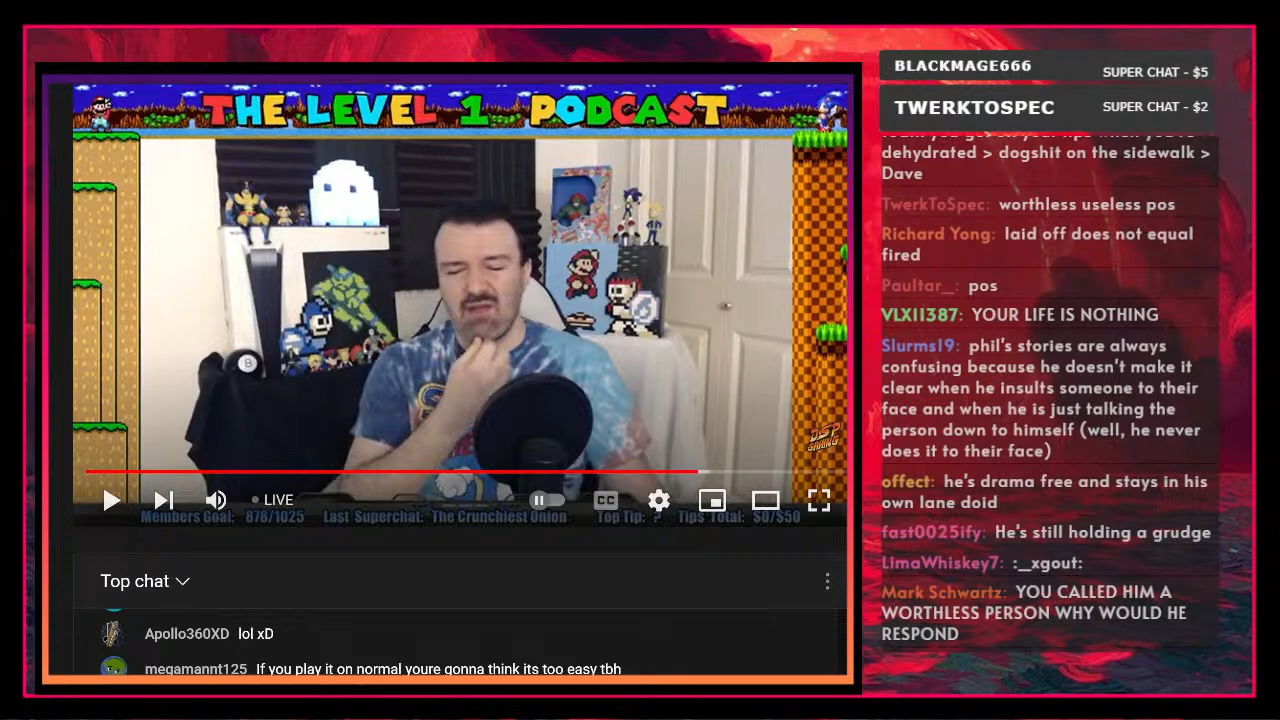 THE LEVEL 1 PODCAST
8
DSP
GAMING
LIVE
CC
Members Goal: 878/1025 Last Superchat: The Crunchiest Onion Top Tip: ? Tips Total: $0/$50
Top chat
Apollo360XD lol xD
megamannt125 If you play it on normal youre gonna think its too easy tbh
BLACKMAGE666 SUPER CHAT - $5
TWERKTOSPEC SUPER CHAT - $2
dehydrated > dogshit on the sidewalk >
Dave
TwerkToSpec: worthless useless pos
Richard Yong: laid off does not equal
fired
Paultar_: pos
VLXII387: YOUR LIFE IS NOTHING
Slurms19: phil's stories are always
confusing because he doesn't make it
clear when he insults someone to their
face and when he is just talking the
person down to himself (well, he never
does it to their face)
offect: he's drama free and stays in his
own lane doid
fast0025ify: He's still holding a grudge
LimaWhiskey7: :_xgout:
Mark Schwartz: YOU CALLED HIM A
WORTHLESS PERSON WHY WOULD HE
RESPOND